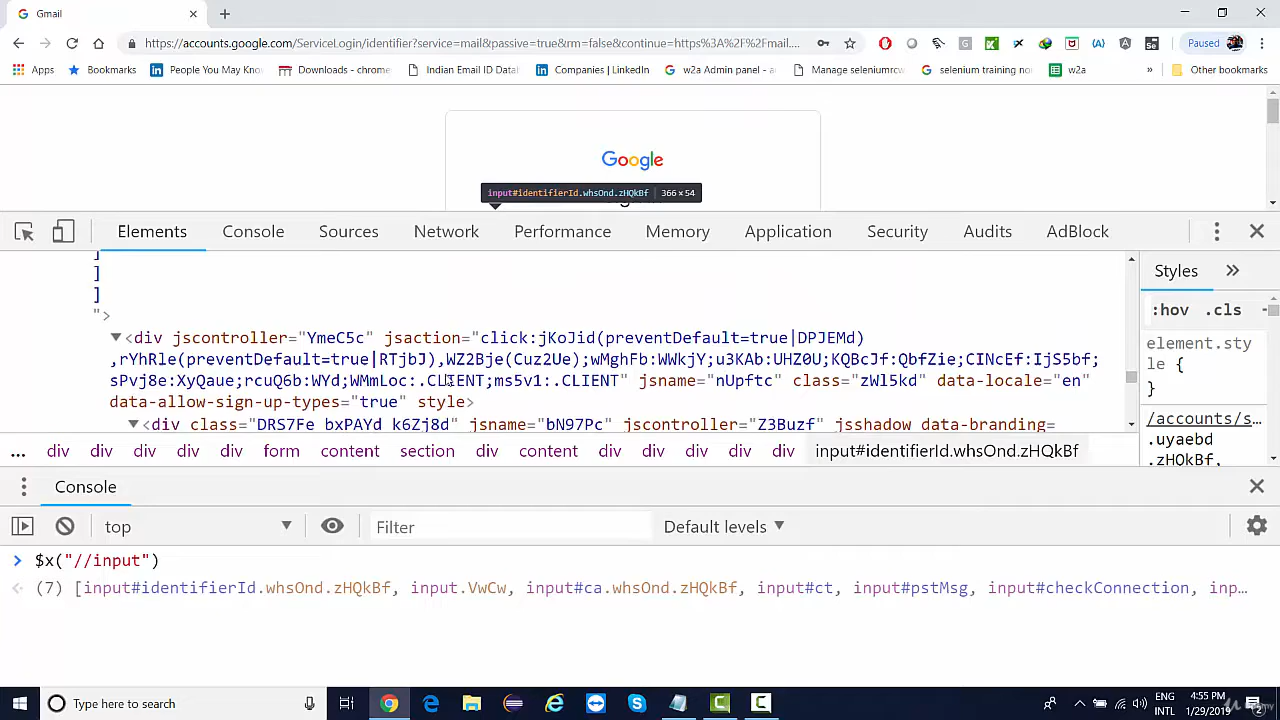 Gmail
https://accounts.google.com/ServiceLogin/identifier?service=mail&passive=true&rm=false&continue=https%3A%2F%2Fmail....
Paused
Apps
Bookmarks
People You May Know
Downloads - chrome
Indian Email ID Data
Companies | LinkedIn
w2a Admin panel - a
Manage seleniumrcw
selenium training no
w2a
»
Other bookmarks
Google
input#identifierId.whsOnd.zHQkBf | 366 × 54
Elements
Console
Sources
Network
Performance
Memory
Application
Security
Audits
AdBlock
]
]
]
">
<div jscontroller="YmeC5c" jsaction="click:jKoJid(preventDefault=true|DPJEMd)
,rYhRle(preventDefault=true|RTjbJ),WZ2Bje(Cuz2Ue);wMghFb:WWkjY;u3KAb:UHZ0U;KQBcJf:QbfZie;CINcEf:IjS5bf;
sPvj8e:XyQaue;rcuQ6b:WYd;WMmLoc:.CLIENT;ms5v1:.CLIENT" jsname="nUpftc" class="zWl5kd" data-locale="en"
data-allow-sign-up-types="true" style>
<div class="DRS7Fe bxPAYd k6Zj8d" jsname="bN97Pc" jscontroller="Z3Buzf" jsshadow data-branding=
Styles »
:hov .cls
element.sty
le {
}
/accounts/s…
.uyaebd
.zHQkBf,
... div div div div div form content section div content div div div div input#identifierId.whsOnd.zHQkBf
Console
top
Filter
Default levels ▼
> $x("//input")
(7) [input#identifierId.whsOnd.zHQkBf, input.VwCw, input#ca.whsOnd.zHQkBf, input#ct, input#pstMsg, input#checkConnection, inp…
Type here to search
ENG
INTL
4:55 PM
1/29/2019